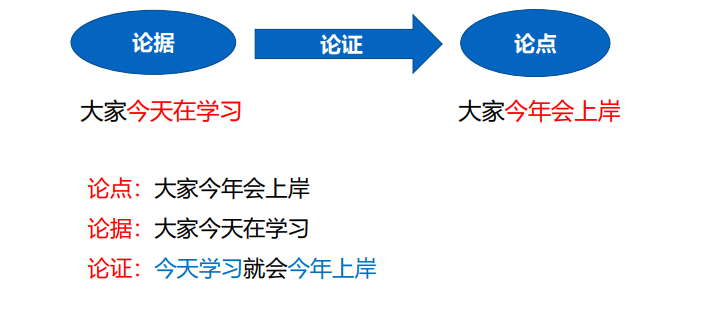 论据 论证 论点
大家今天在学习 大家今年会上岸
论点：大家今年会上岸
论据：大家今天在学习
论证：今天学习就会今年上岸